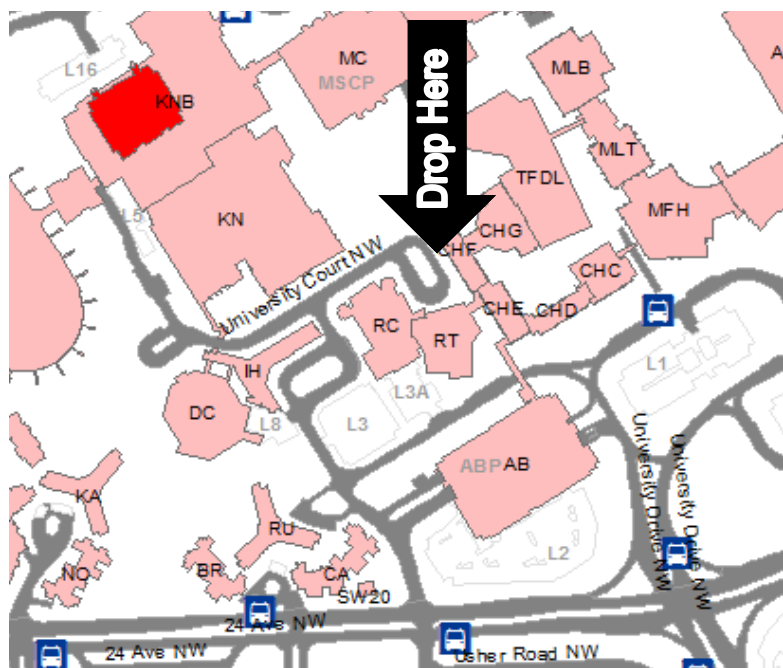 MC
MSCP
L16
KNB
Drop Here
MLB
A
MLT
TFDL
L5
KN
CHG
MFH
CHF
CHC
University Court NW
RC
RT
CHE
CHD
IH
L3A
L1
DC
L8
L3
ABP
AB
University Drive NW
University Drive NW
KA
RU
L2
NO
BR
CA
SW20
24 Ave NW
24 Ave NW
Usher Road NW